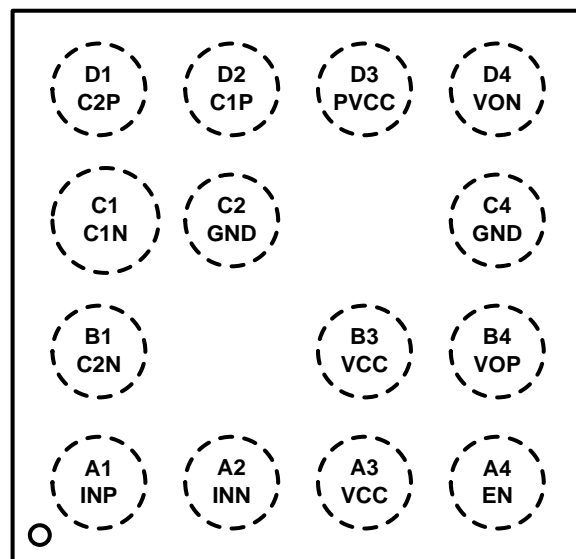 D1
C2P
D2
C1P
D3
PVCC
D4
VON
C1
C1N
C2
GND
C4
GND
B1
C2N
B3
VCC
B4
VOP
A1
INP
A2
INN
A3
VCC
A4
EN